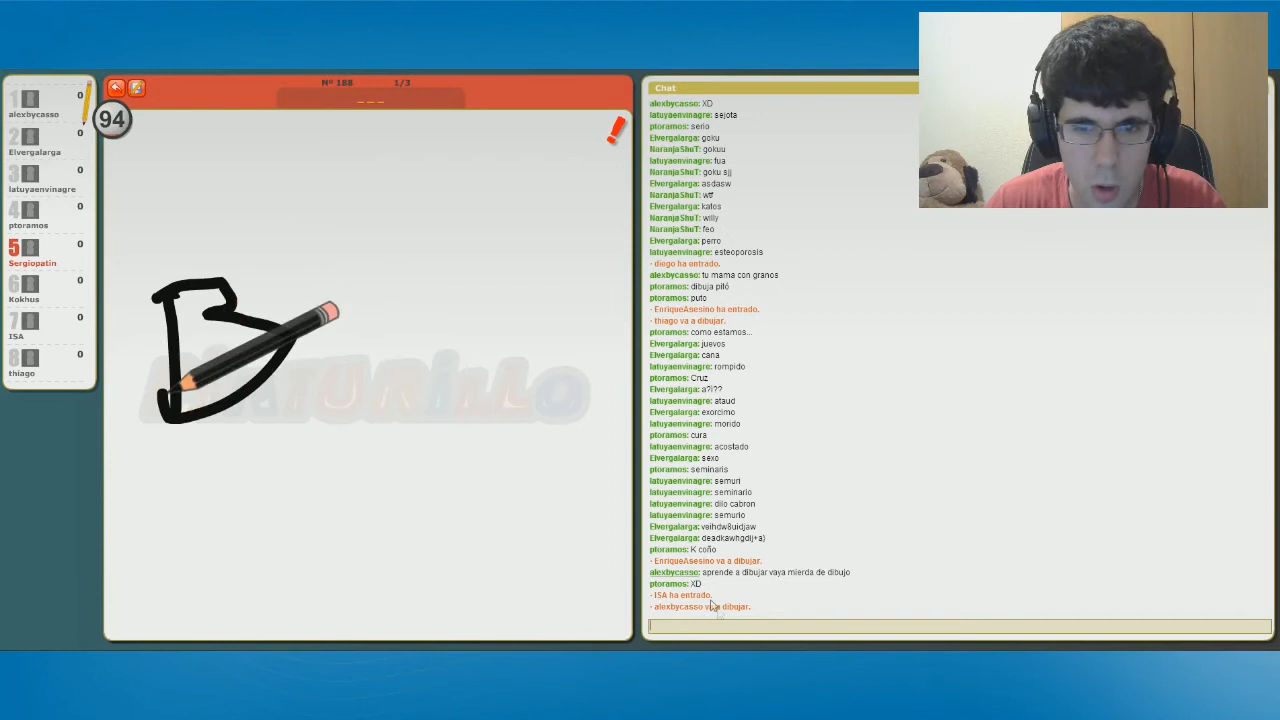 Nº 188 1/3
_ _ _
94
1 0
alexbycasso
2 0
Elvergalarga
3 0
latuyaenvinagre
4 0
ptoramos
5 0
Sergiopatin
6 0
Kokhus
7 0
ISA
8 0
thiago
PINTURILLO
Chat
alexbycasso: XD
latuyaenvinagre: sejota
ptoramos: serio
Elvergalarga: goku
NaranjaShuT: gokuu
latuyaenvinagre: fua
NaranjaShuT: goku sjj
Elvergalarga: asdasw
NaranjaShuT: wtf
Elvergalarga: katos
NaranjaShuT: willy
NaranjaShuT: feo
Elvergalarga: perro
latuyaenvinagre: esteoporosis
- diego ha entrado.
alexbycasso: tu mama con granos
ptoramos: dibuja piló
ptoramos: puto
- EnriqueAsesino ha entrado.
- thiago va a dibujar.
ptoramos: como estamos...
Elvergalarga: juevos
Elvergalarga: cana
latuyaenvinagre: rompido
ptoramos: Cruz
Elvergalarga: a?i??
latuyaenvinagre: ataud
Elvergalarga: exorcimo
latuyaenvinagre: morido
ptoramos: cura
latuyaenvinagre: acostado
Elvergalarga: sexo
ptoramos: seminaris
latuyaenvinagre: semuri
latuyaenvinagre: seminario
latuyaenvinagre: dilo cabron
latuyaenvinagre: semurio
Elvergalarga: veihdw8uidjaw
Elvergalarga: deadkawhgdij+a}
ptoramos: K coño
- EnriqueAsesino va a dibujar.
alexbycasso: aprende a dibujar vaya mierda de dibujo
ptoramos: XD
- ISA ha entrado.
- alexbycasso va a dibujar.